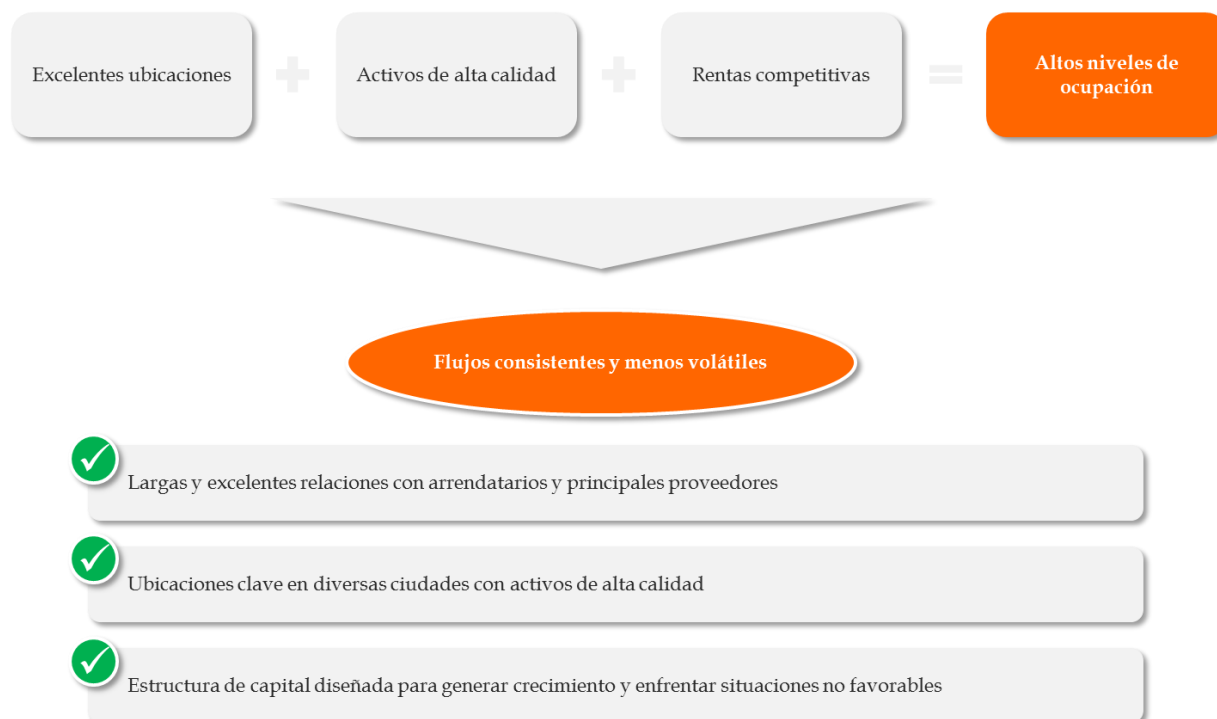 Excelentes ubicaciones
+
Activos de alta calidad
+
Rentas competitivas
=
Altos niveles de
ocupación
Flujos consistentes y menos volátiles
Largas y excelentes relaciones con arrendatarios y principales proveedores
Ubicaciones clave en diversas ciudades con activos de alta calidad
Estructura de capital diseñada para generar crecimiento y enfrentar situaciones no favorables